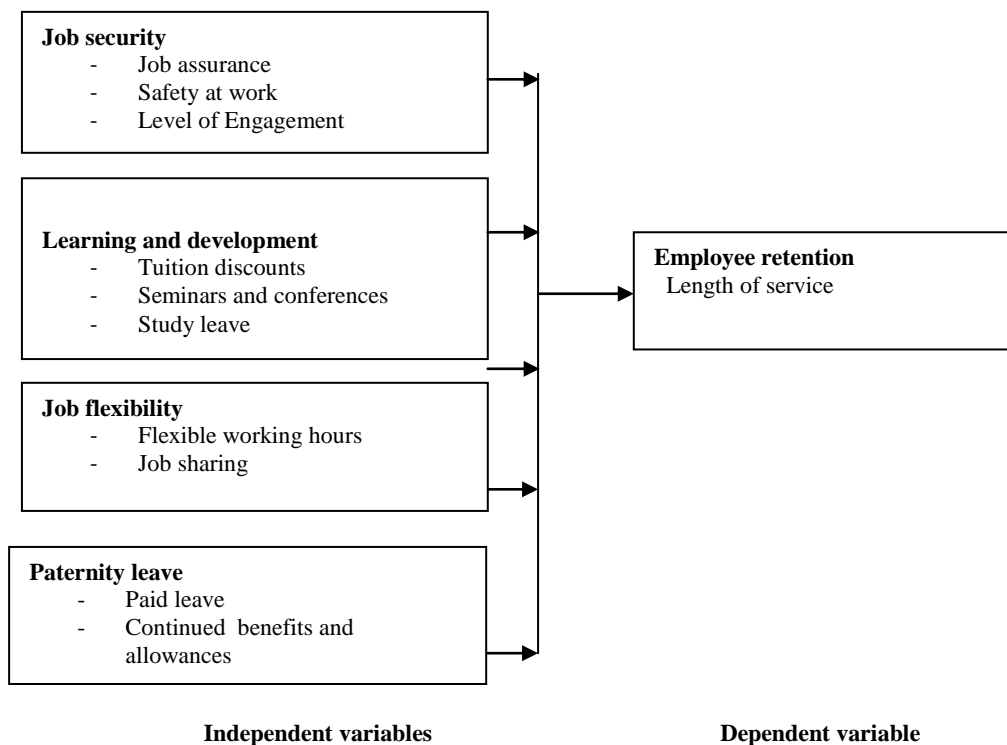 Job security
- Job assurance
- Safety at work
- Level of Engagement
Learning and development
- Tuition discounts
- Seminars and conferences
- Study leave
Job flexibility
- Flexible working hours
- Job sharing
Paternity leave
- Paid leave
- Continued benefits and
allowances
Employee retention
Length of service
Independent variables
Dependent variable